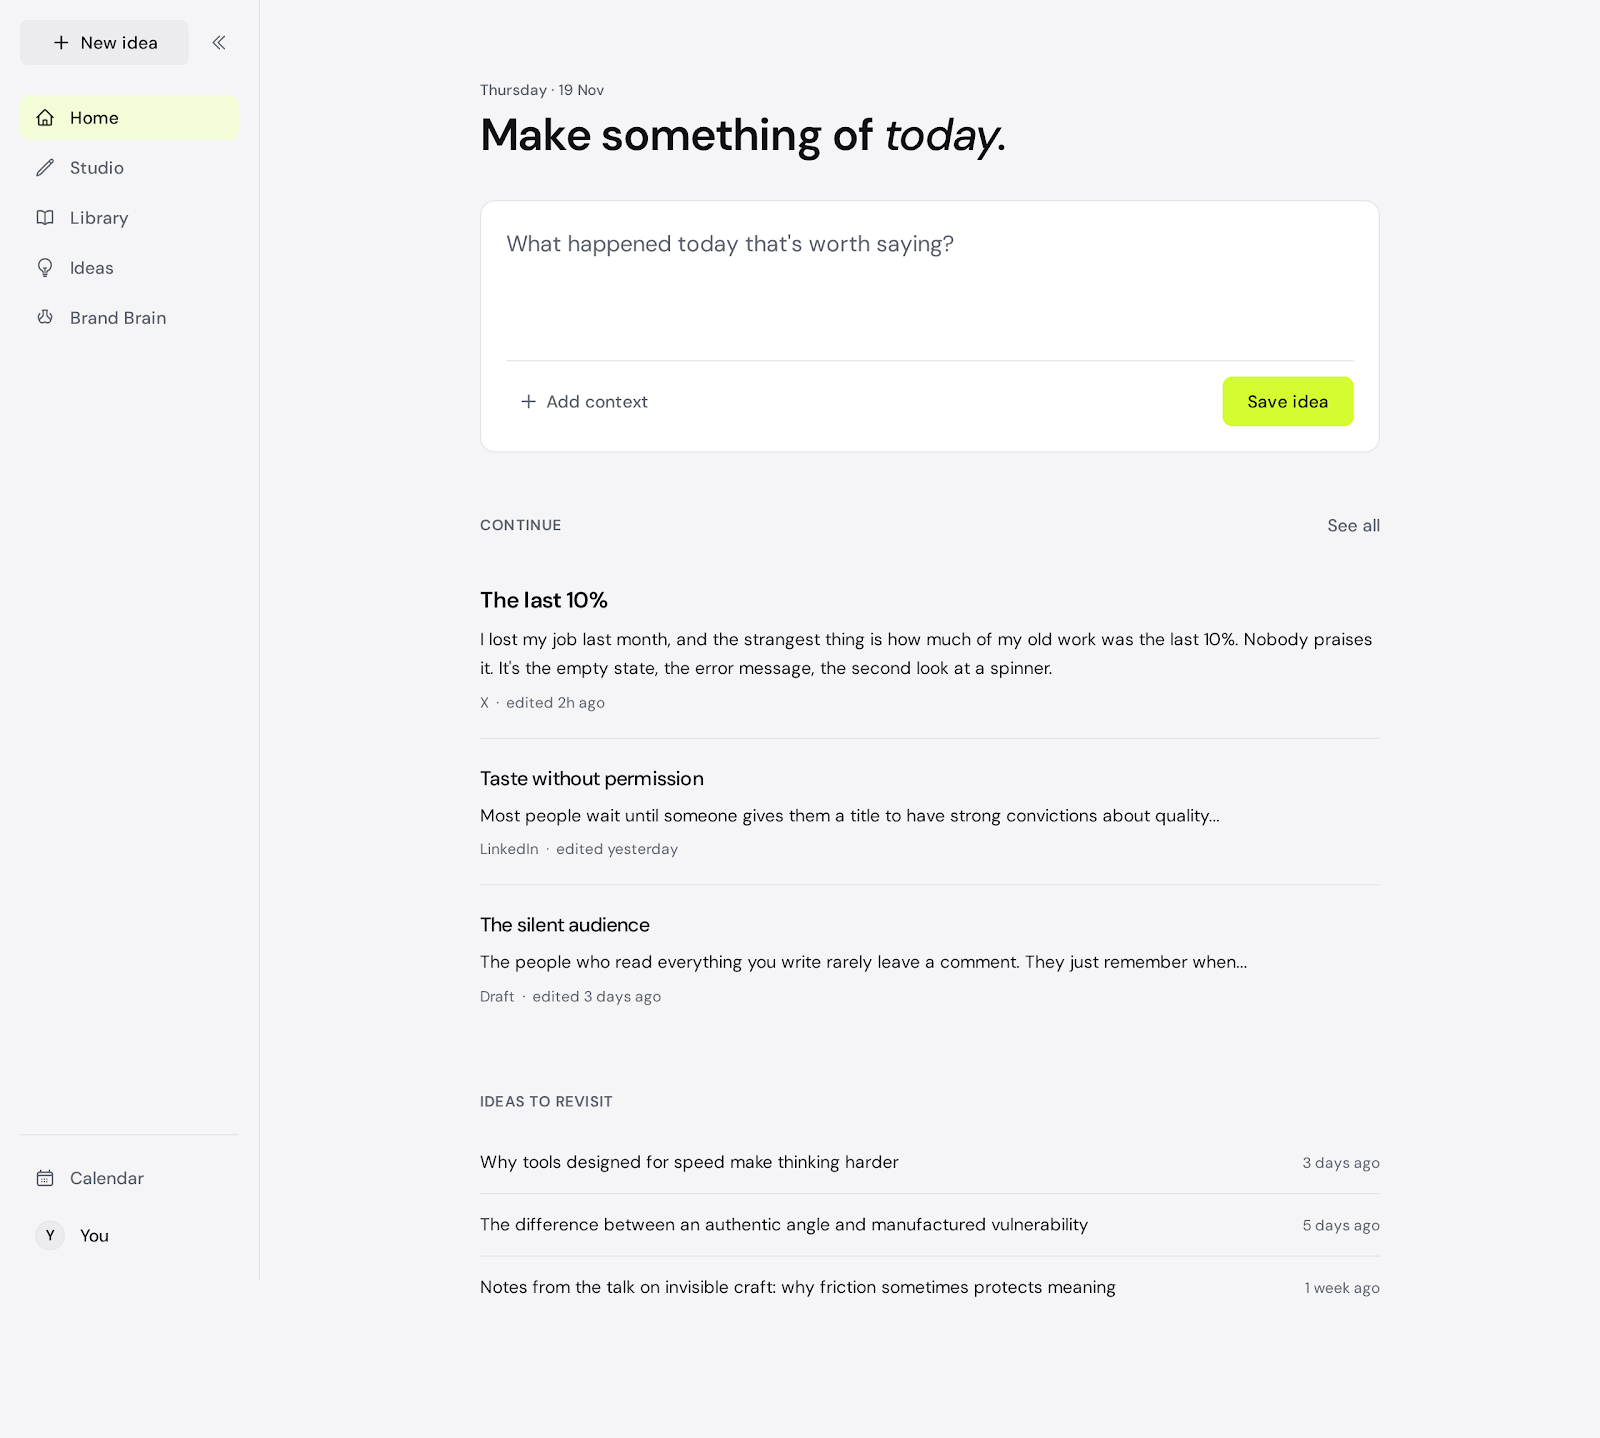 New idea
Home
Studio
Library
Ideas
Brand Brain
Calendar
Y
You
Thursday · 19 Nov
Make something of today.
What happened today that's worth saying?
Add context
Save idea
CONTINUE
See all
The last 10%
I lost my job last month, and the strangest thing is how much of my old work was the last 10%. Nobody praises
it. It's the empty state, the error message, the second look at a spinner.
X · edited 2h ago
Taste without permission
Most people wait until someone gives them a title to have strong convictions about quality...
LinkedIn · edited yesterday
The silent audience
The people who read everything you write rarely leave a comment. They just remember when...
Draft · edited 3 days ago
IDEAS TO REVISIT
Why tools designed for speed make thinking harder
3 days ago
The difference between an authentic angle and manufactured vulnerability
5 days ago
Notes from the talk on invisible craft: why friction sometimes protects meaning
1 week ago